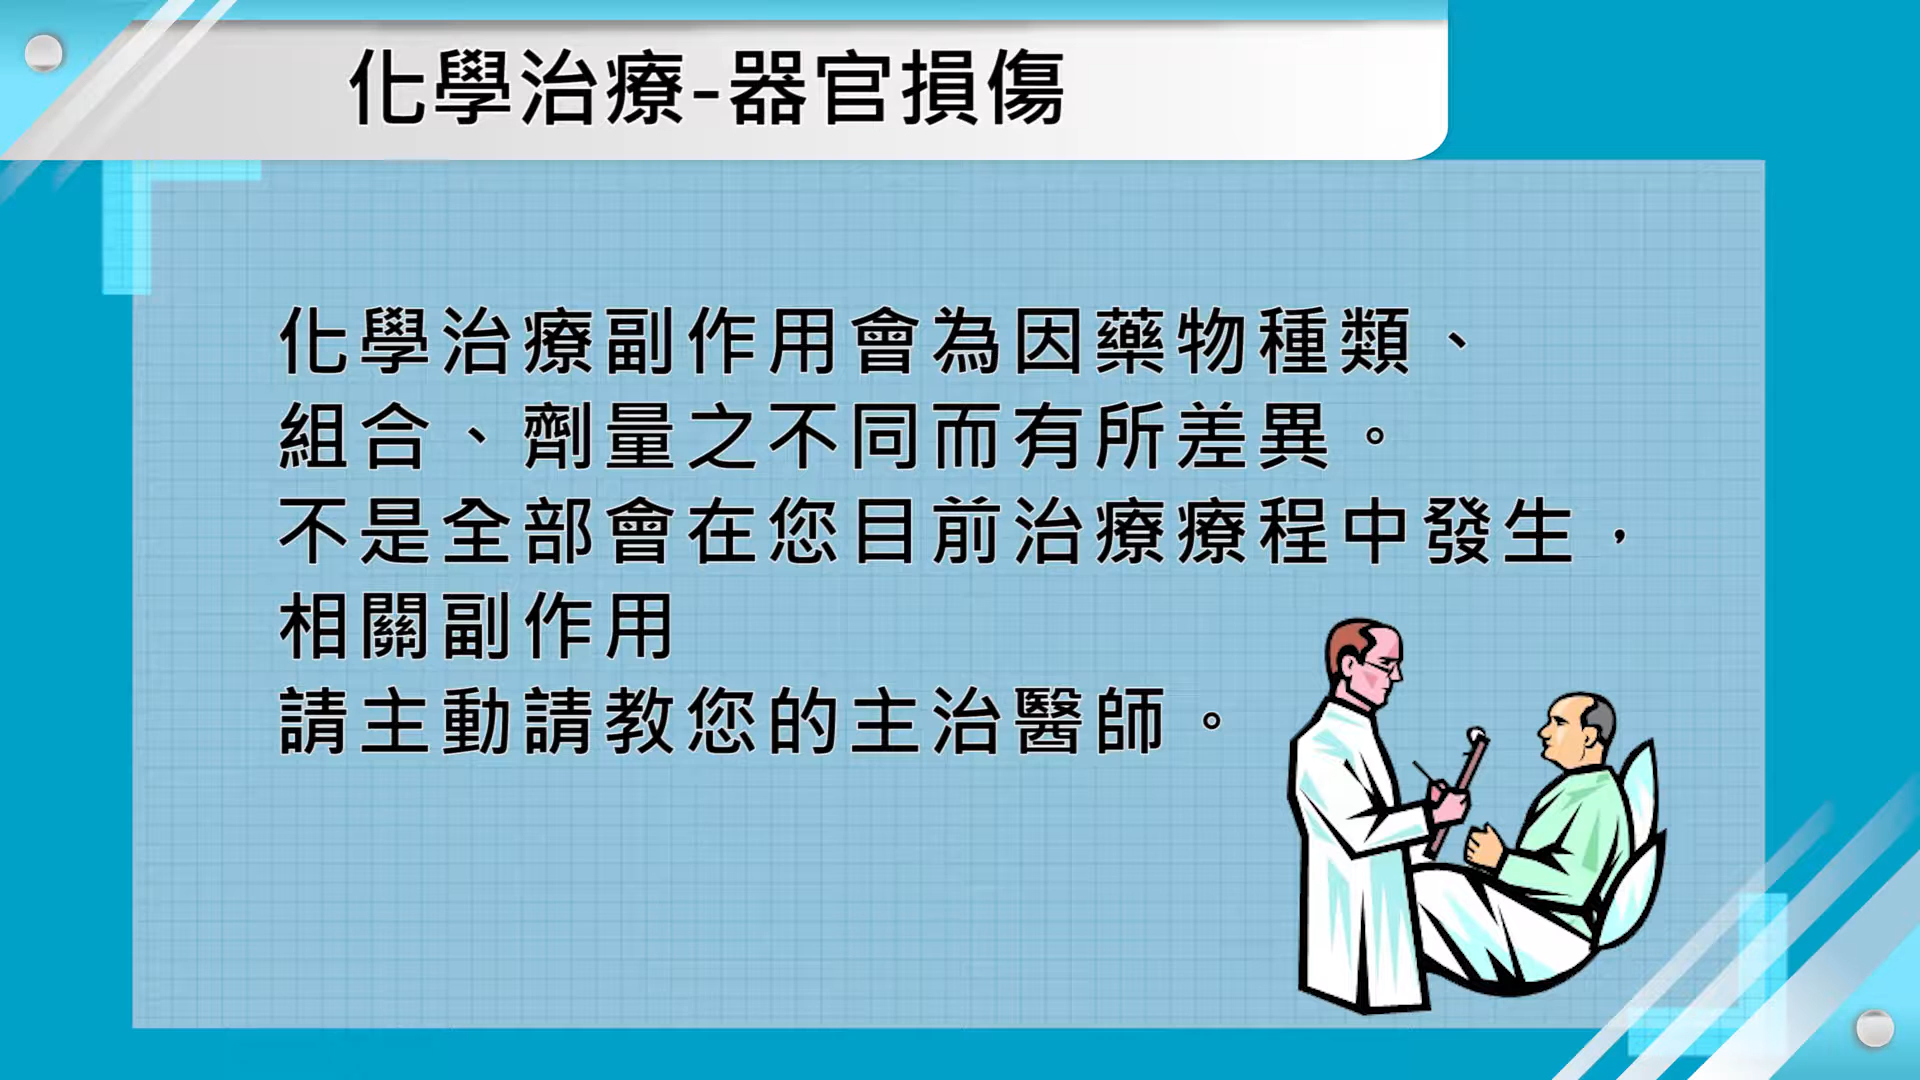 化學治療-器官損傷
化學治療副作用會為因藥物種類、
組合、劑量之不同而有所差異。
不是全部會在您目前治療療程中發生，
相關副作用
請主動請教您的主治醫師。